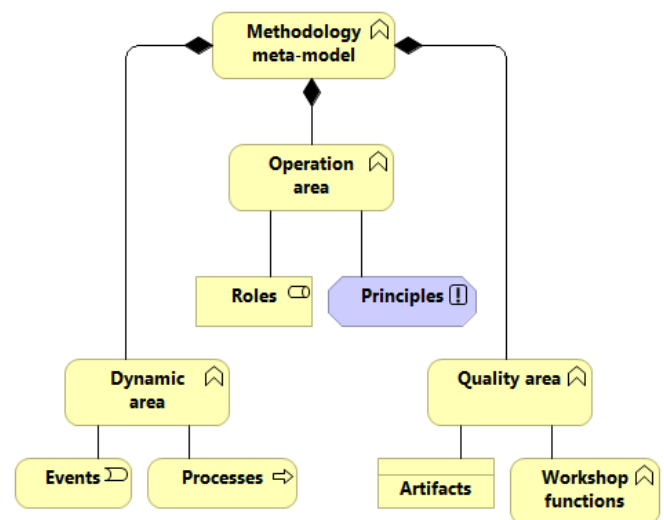 Methodology
meta-model
Operation
area
Roles
Principles
Dynamic
area
Quality area
Events
Processes
Artifacts
Workshop
functions